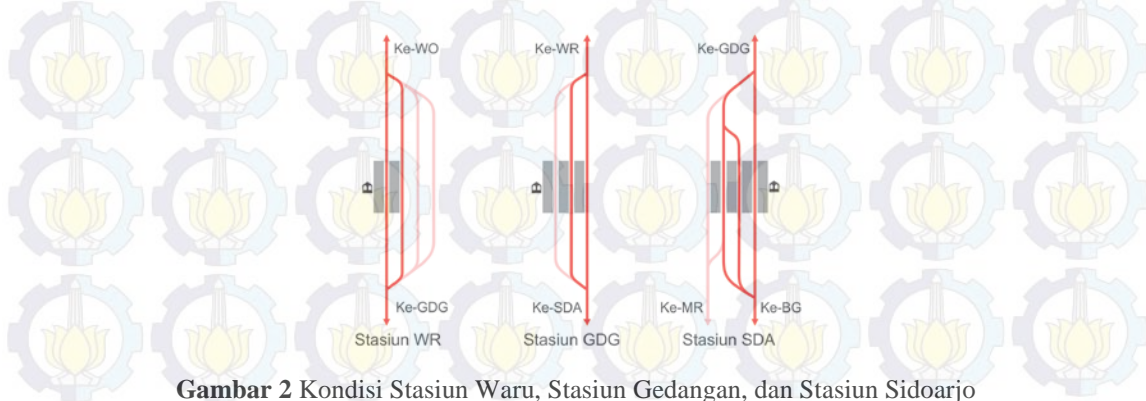 Ke-WO Ke-WR Ke-GDG
Ke-GDG Ke-SDA Ke-MR Ke-BG
Stasiun WR Stasiun GDG Stasiun SDA
Gambar 2 Kondisi Stasiun Waru, Stasiun Gedangan, dan Stasiun Sidoarjo